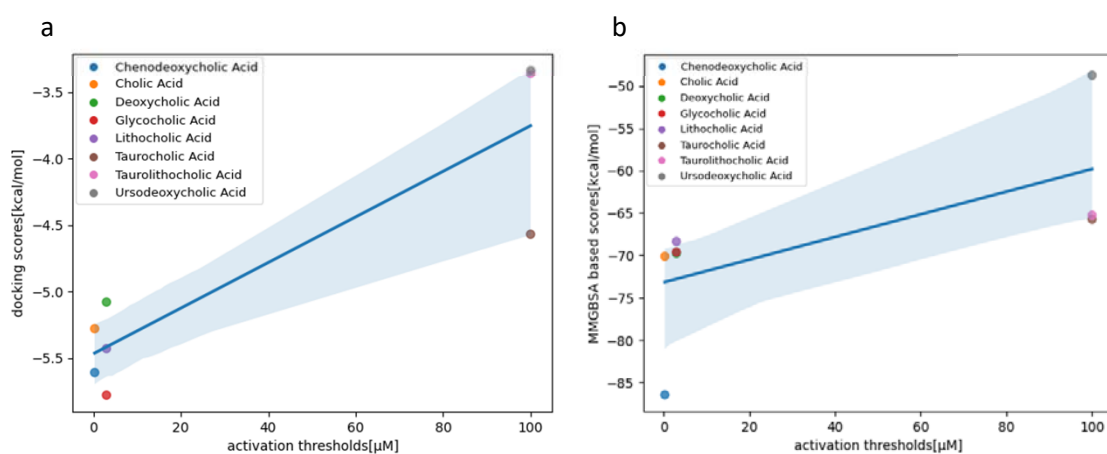 a
Chenodeoxycholic Acid
Cholic Acid
Deoxycholic Acid
Glycocholic Acid
Lithocholic Acid
Taurocholic Acid
Taurolithocholic Acid
Ursodeoxycholic Acid
docking scores[kcal/mol]
−3.5
−4.0
−4.5
−5.0
−5.5
0
20
40
60
80
100
activation thresholds[μM]
b
Chenodeoxycholic Acid
Cholic Acid
Deoxycholic Acid
Glycocholic Acid
Lithocholic Acid
Taurocholic Acid
Taurolithocholic Acid
Ursodeoxycholic Acid
MMGBSA based scores[kcal/mol]
−50
−55
−60
−65
−70
−75
−80
−85
0
20
40
60
80
100
activation thresholds[μM]